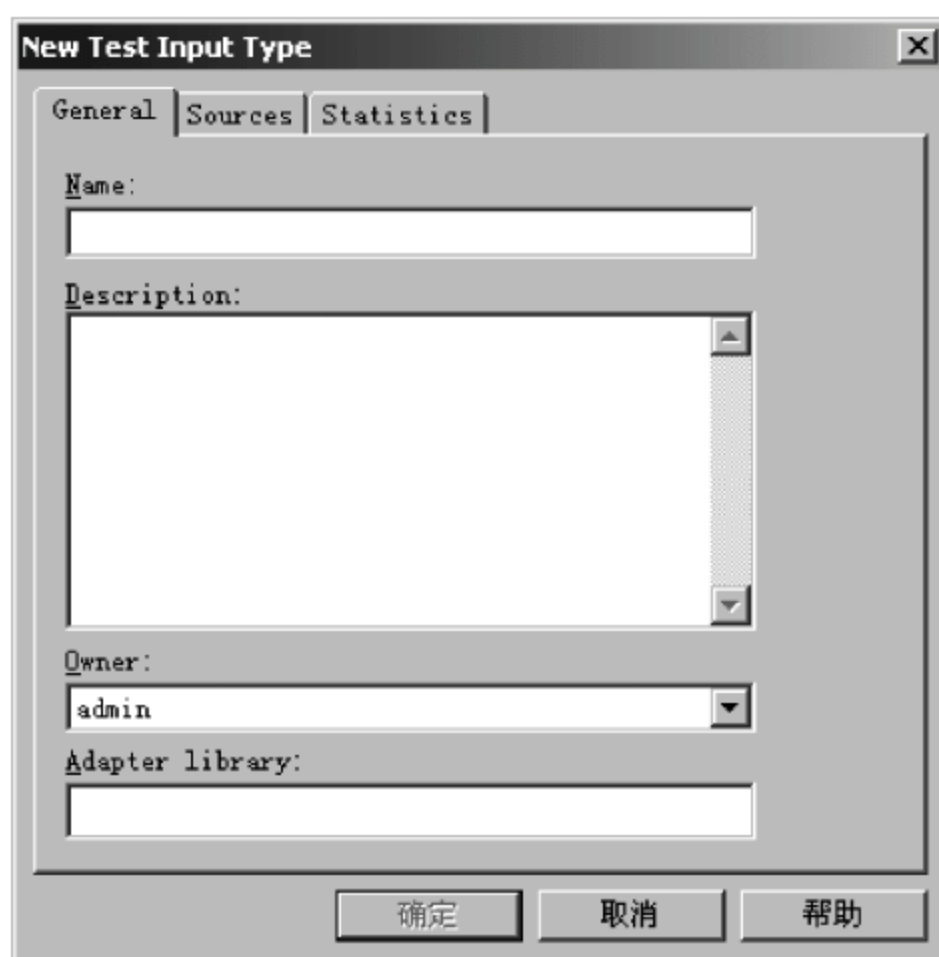 New Test Input Type
General Sources Statistics
Name:
Description:
Owner:
admin
Adapter library:
确定 取消 帮助